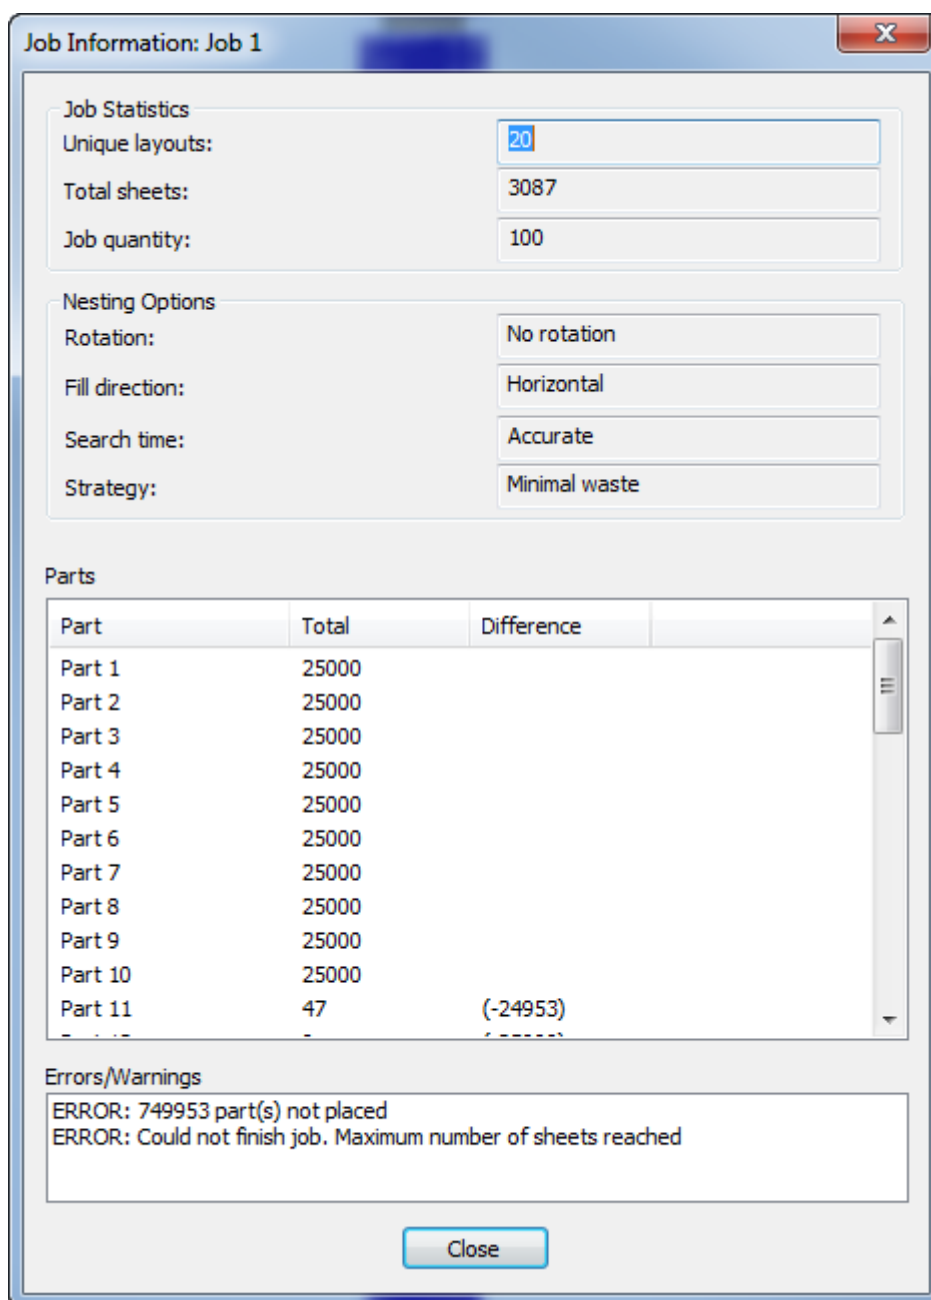 Job Information: Job 1
Job Statistics
Unique layouts: 20
Total sheets: 3087
Job quantity: 100
Nesting Options
Rotation: No rotation
Fill direction: Horizontal
Search time: Accurate
Strategy: Minimal waste
Parts
Part Total Difference
Part 1 25000
Part 2 25000
Part 3 25000
Part 4 25000
Part 5 25000
Part 6 25000
Part 7 25000
Part 8 25000
Part 9 25000
Part 10 25000
Part 11 47 (-24953)
Errors/Warnings
ERROR: 749953 part(s) not placed
ERROR: Could not finish job. Maximum number of sheets reached
Close